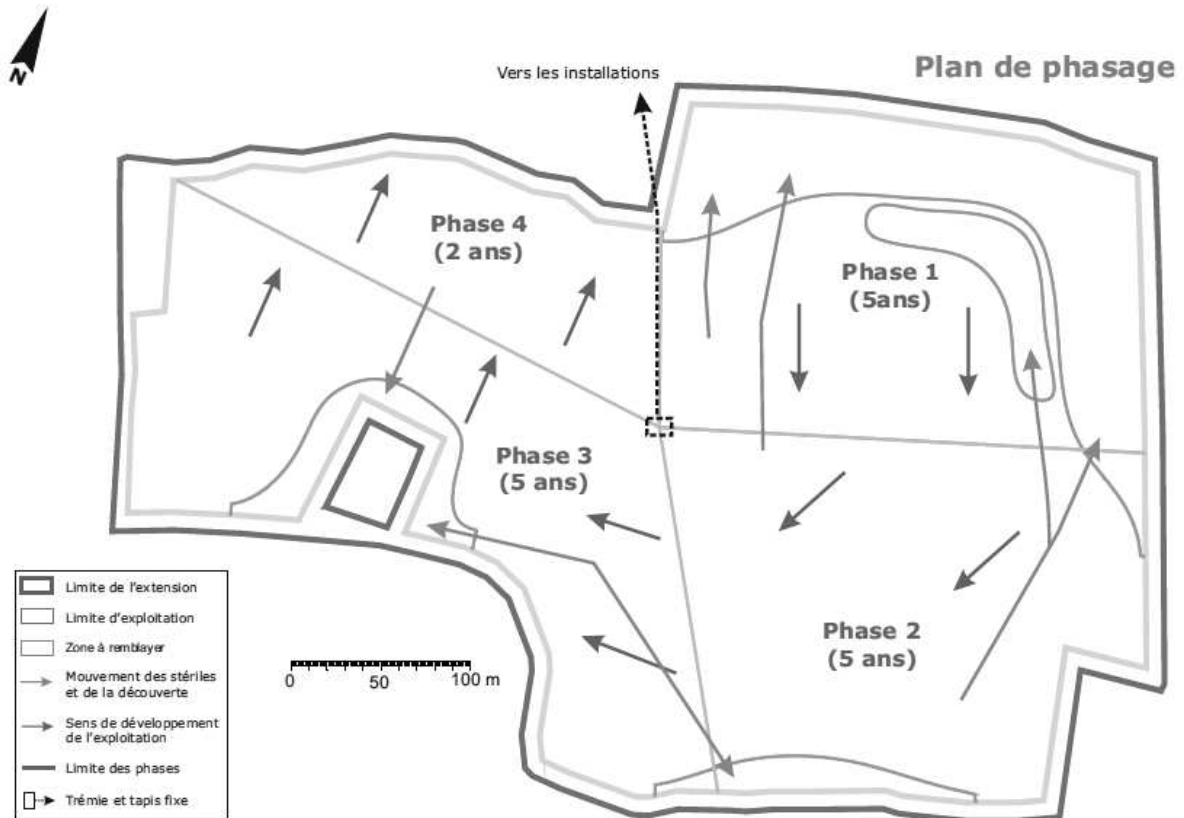 N
Vers les installations
Plan de phasage
Phase 4
(2 ans)
Phase 1
(5ans)
Phase 3
(5 ans)
Phase 2
(5 ans)
Limite de l'extension
Limite d'exploitation
Zone à remblayer
Mouvement des stériles
et de la découverte
Sens de développement
de l'exploitation
Limite des phases
Trémie et tapis fixe
0 50 100 m